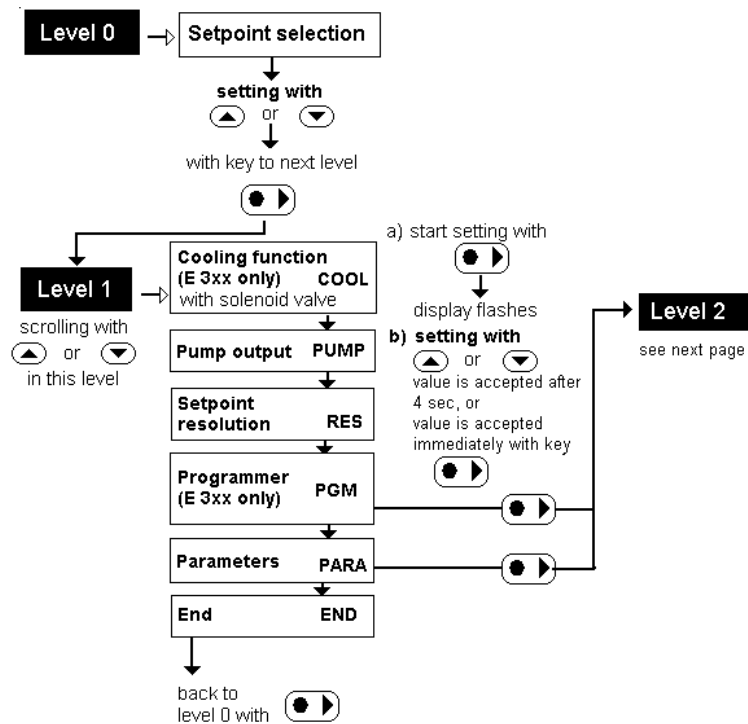 Level 0
Setpoint selection
setting with
or
with key to next level
Level 1
scrolling with
or
in this level
Cooling function
(E 3xx only) COOL
with solenoid valve
Pump output PUMP
Setpoint
resolution RES
Programmer
(E 3xx only) PGM
Parameters PARA
End END
back to
level 0 with
a) start setting with
display flashes
b) setting with
or
value is accepted after
4 sec, or
value is accepted
immediately with key
Level 2
see next page